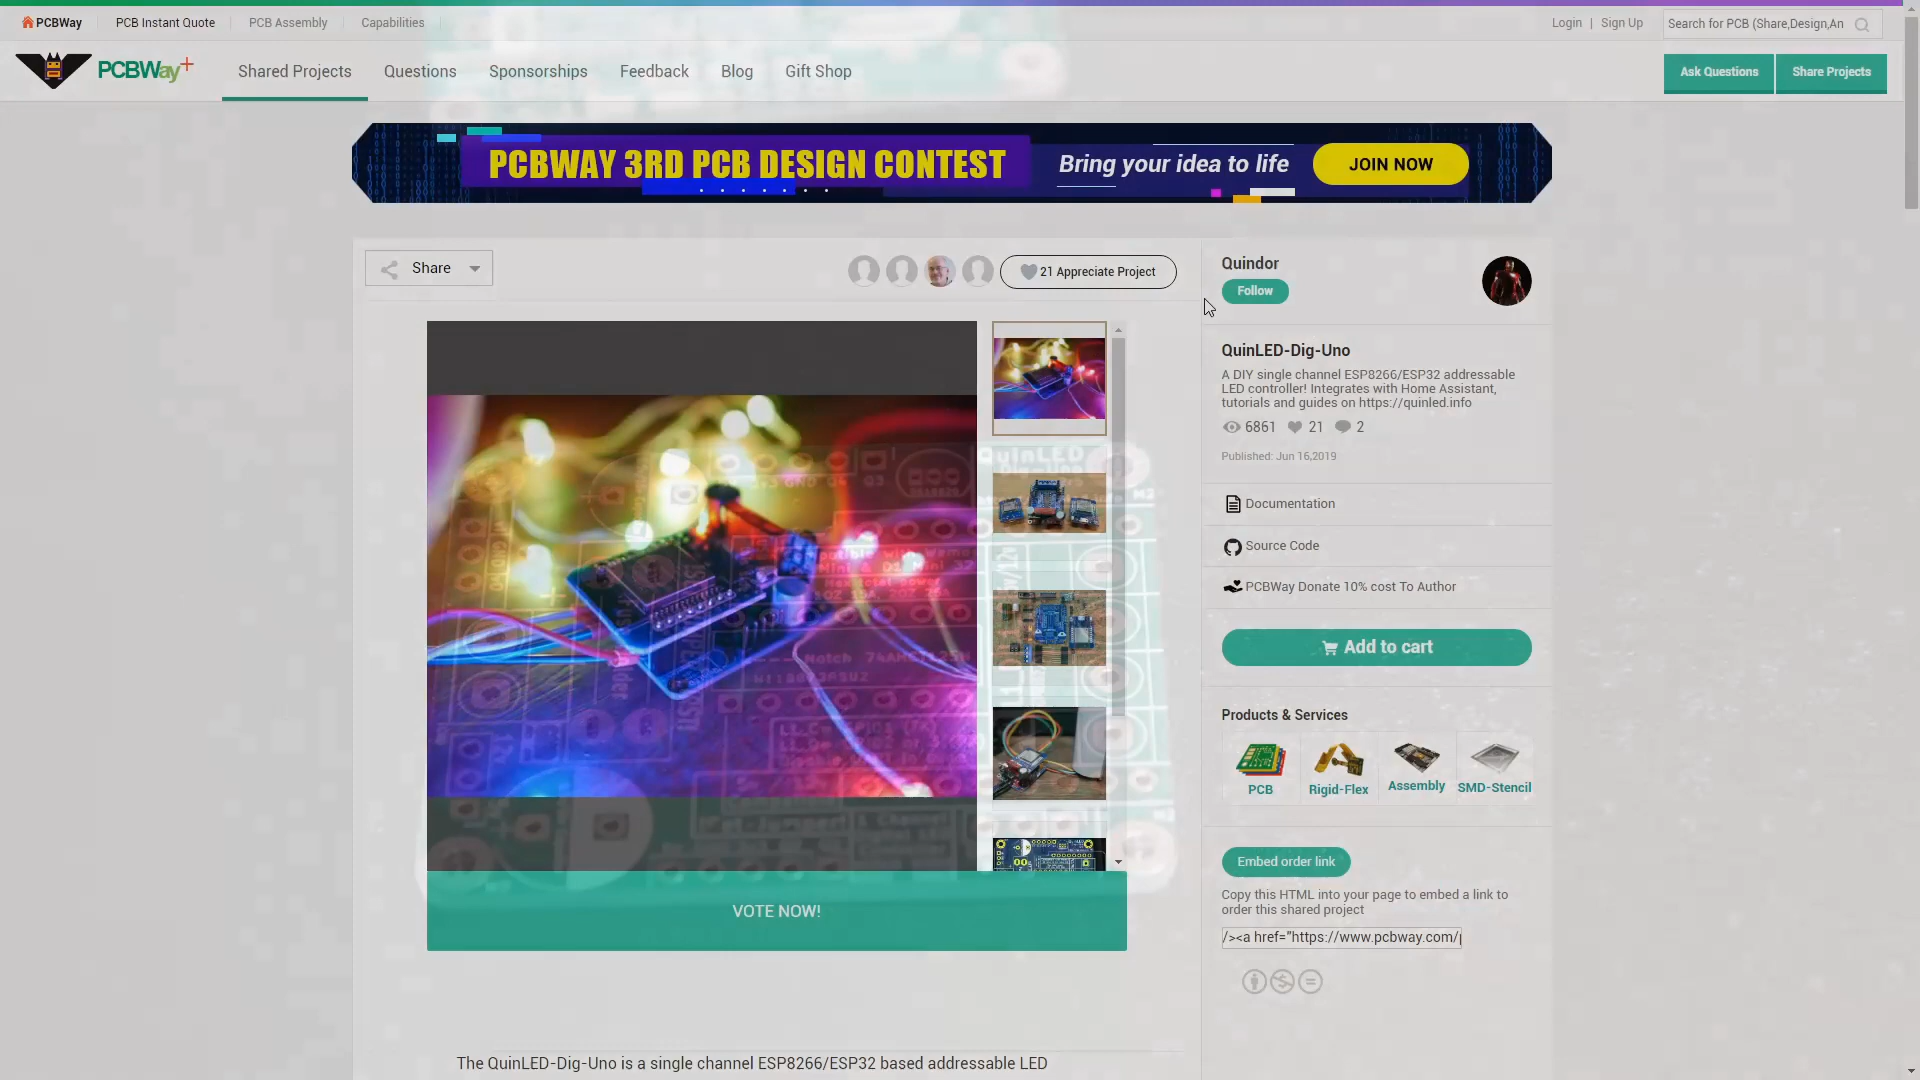 PCBWay
PCB Instant Quote
PCB Assembly
Capabilities
Login | Sign Up
Search for PCB (Share,Design,An
PCBWay+
Shared Projects
Questions
Sponsorships
Feedback
Blog
Gift Shop
Ask Questions
Share Projects
PCBWAY 3RD PCB DESIGN CONTEST
Bring your idea to life
JOIN NOW
Share
21 Appreciate Project
Quindor
Follow
QuinLED-Dig-Uno
A DIY single channel ESP8266/ESP32 addressable
LED controller! Integrates with Home Assistant,
tutorials and guides on https://quinled.info
6861 21 2
Published: Jun 16,2019
Documentation
Source Code
PCBWay Donate 10% cost To Author
Add to cart
Products & Services
PCB
Rigid-Flex
Assembly
SMD-Stencil
Embed order link
Copy this HTML into your page to embed a link to
order this shared project
/><a href="https://www.pcbway.com/p
QuinLED
Dig-Uno
VOTE NOW!
The QuinLED-Dig-Uno is a single channel ESP8266/ESP32 based addressable LED